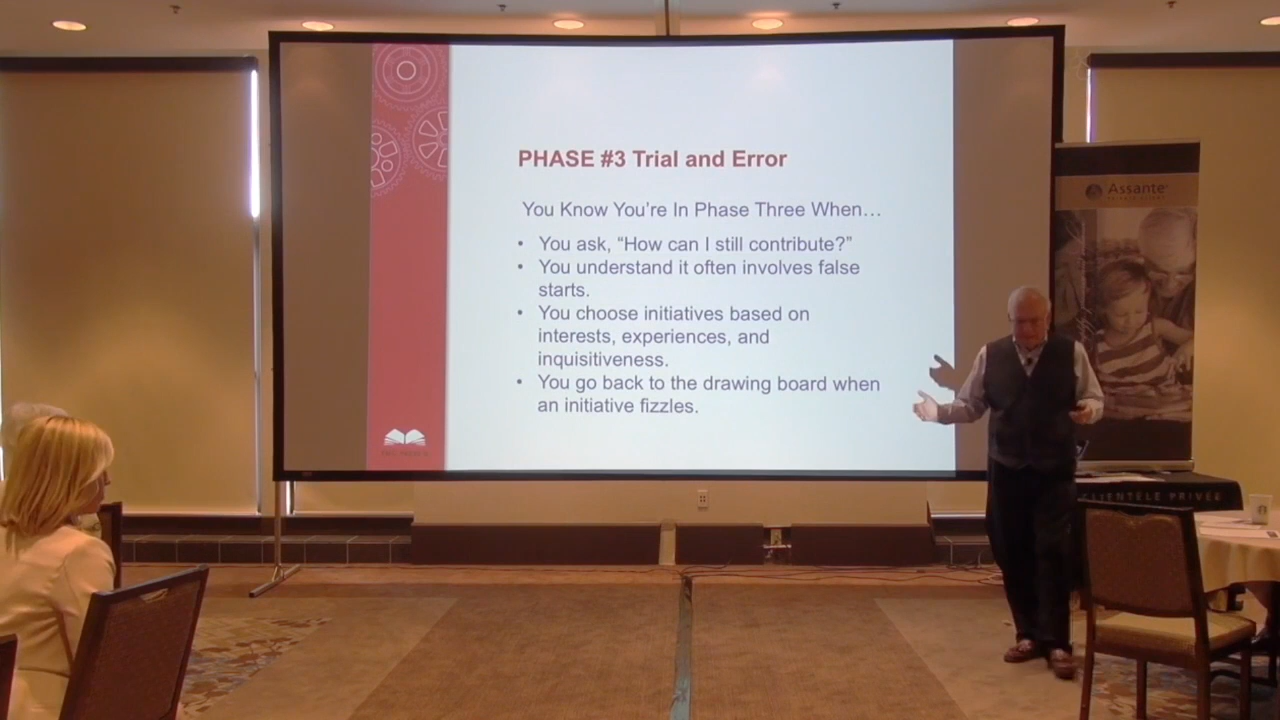 PHASE #3 Trial and Error
You Know You’re In Phase Three When…
• You ask, “How can I still contribute?”
• You understand it often involves false
starts.
• You choose initiatives based on
interests, experiences, and
inquisitiveness.
• You go back to the drawing board when
an initiative fizzles.
Assante
CLIENTÈLE PRIVÉE